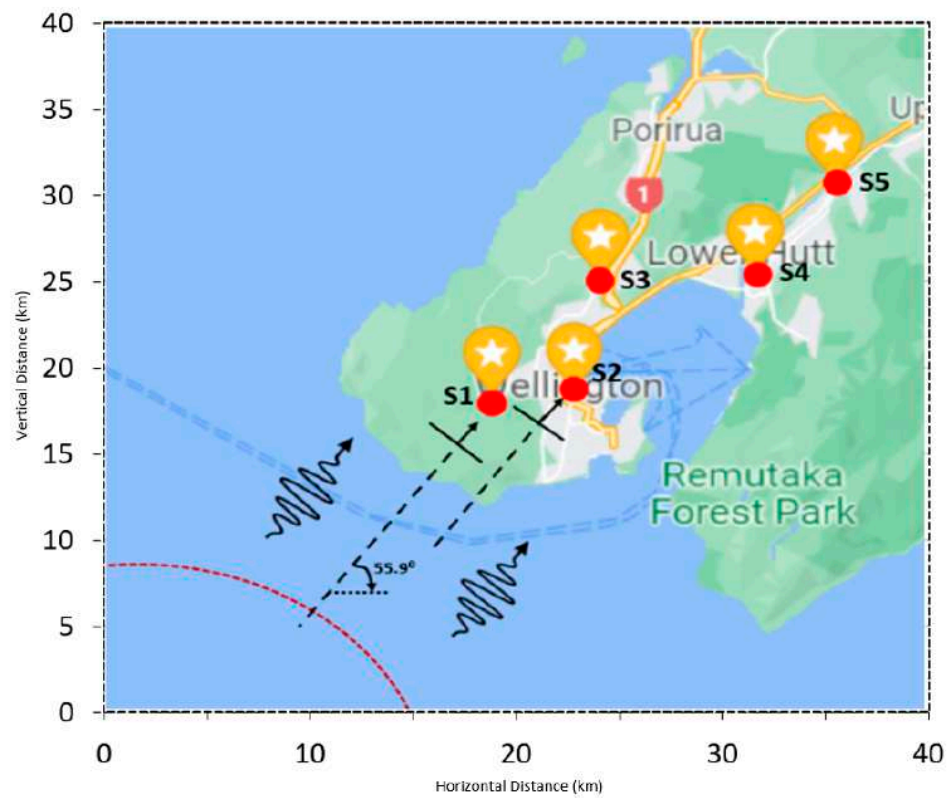 40
35
30
25
20
15
10
5
0
0
10
20
30
40
Vertical Distance (km)
Horizontal Distance (km)
Porirua
Up
1
S5
Lower Hutt
S4
S3
Wellington
S2
S1
Remutaka
Forest Park
55.9°